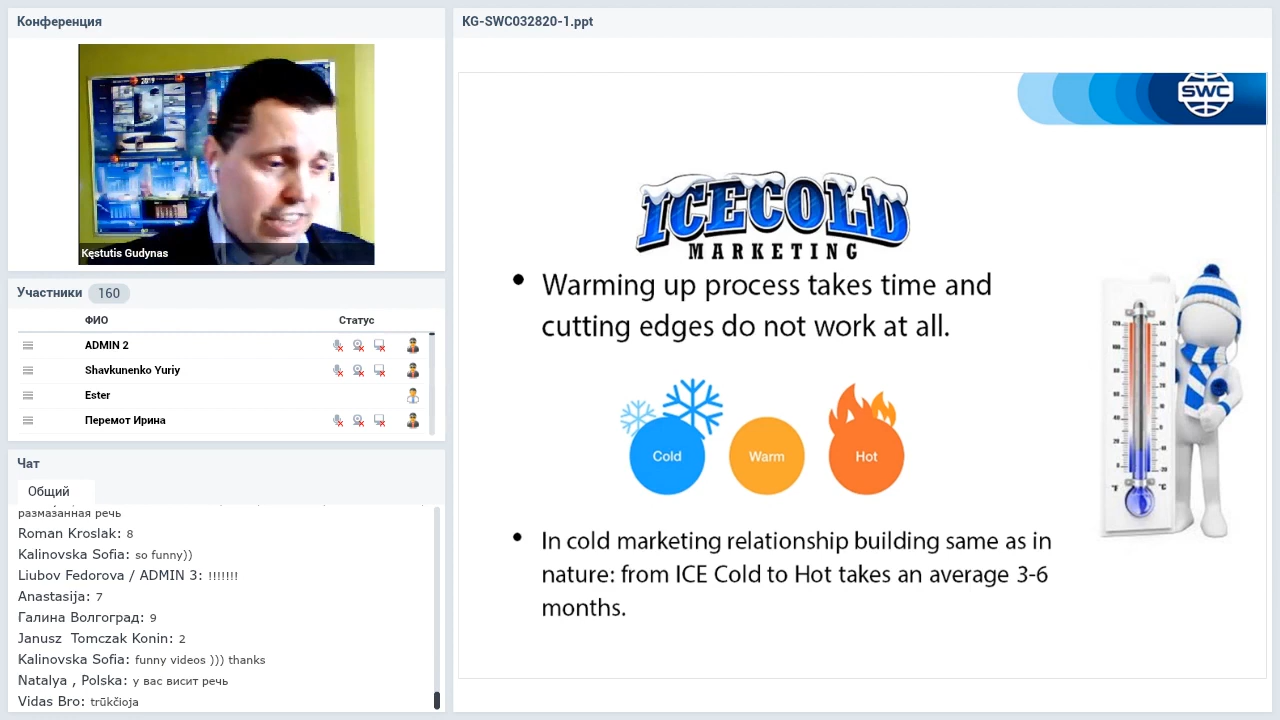 Конференция
2019
Kęstutis Gudynas
Участники 160
ФИО Статус
ADMIN 2
Shavkunenko Yuriy
Ester
Перемот Ирина
Чат
Общий
размазанная речь
Roman Kroslak: 8
Kalinovska Sofia: so funny))
Liubov Fedorova / ADMIN 3: !!!!!!!
Anastasija: 7
Галина Волгоград: 9
Janusz Tomczak Konin: 2
Kalinovska Sofia: funny videos ))) thanks
Natalya , Polska: у вас висит речь
Vidas Bro: trūkčioja
KG-SWC032820-1.ppt
SWC
ICECOLD
MARKETING
• Warming up process takes time and
cutting edges do not work at all.
Cold Warm Hot
• In cold marketing relationship building same as in
nature: from ICE Cold to Hot takes an average 3-6
months.
°F °C